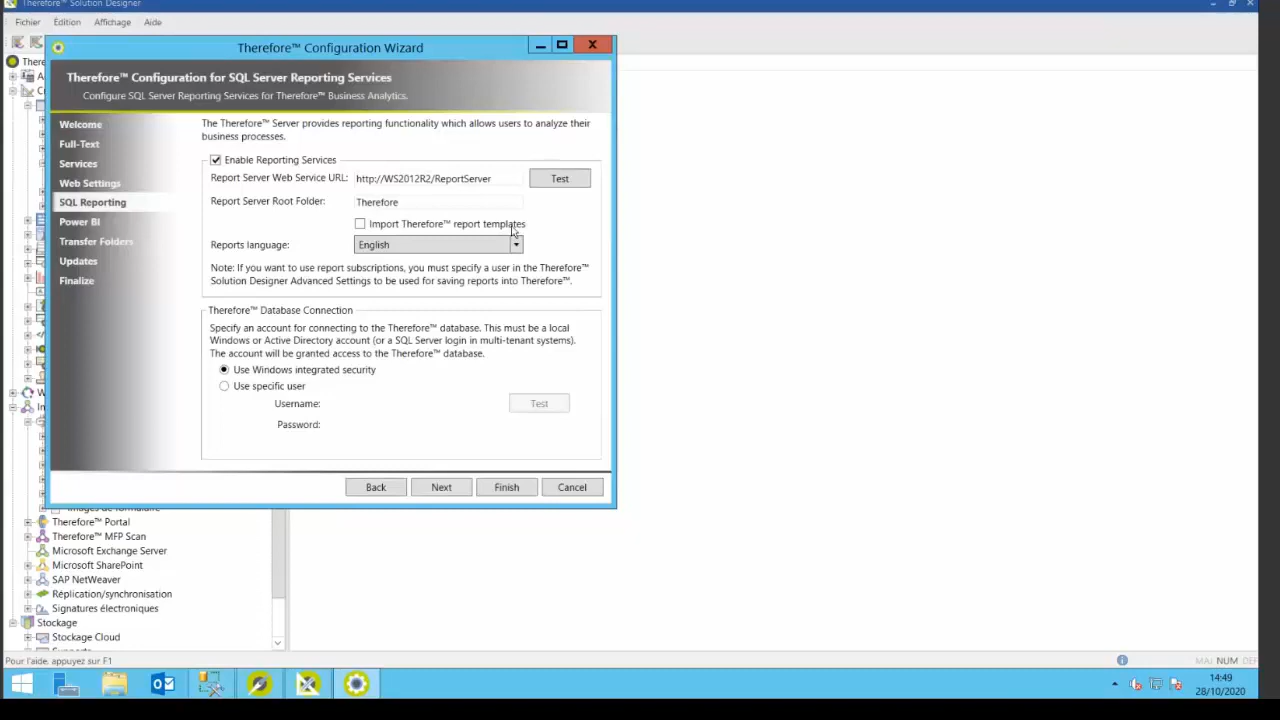 Therefore™ Solution Designer
Fichier Édition Affichage Aide
Therefore™ Configuration Wizard
Therefore™ Configuration for SQL Server Reporting Services
Configure SQL Server Reporting Services for Therefore™ Business Analytics.
Welcome
Full-Text
Services
Web Settings
SQL Reporting
Power BI
Transfer Folders
Updates
Finalize
The Therefore™ Server provides reporting functionality which allows users to analyze their
business processes.
Enable Reporting Services
Report Server Web Service URL: http://WS2012R2/ReportServer Test
Report Server Root Folder: Therefore
Import Therefore™ report templates
Reports language: English
Note: If you want to use report subscriptions, you must specify a user in the Therefore™
Solution Designer Advanced Settings to be used for saving reports into Therefore™.
Therefore™ Database Connection
Specify an account for connecting to the Therefore™ database. This must be a local
Windows or Active Directory account (or a SQL Server login in multi-tenant systems).
The account will be granted access to the Therefore™ database.
Use Windows integrated security
Use specific user
Username: Test
Password:
Back Next Finish Cancel
Images de formulaire
Therefore™ Portal
Therefore™ MFP Scan
Microsoft Exchange Server
Microsoft SharePoint
SAP NetWeaver
Réplication/synchronisation
Signatures électroniques
Stockage
Stockage Cloud
Pour l'aide, appuyez sur F1
MAJ NUM DEF
14:49
28/10/2020